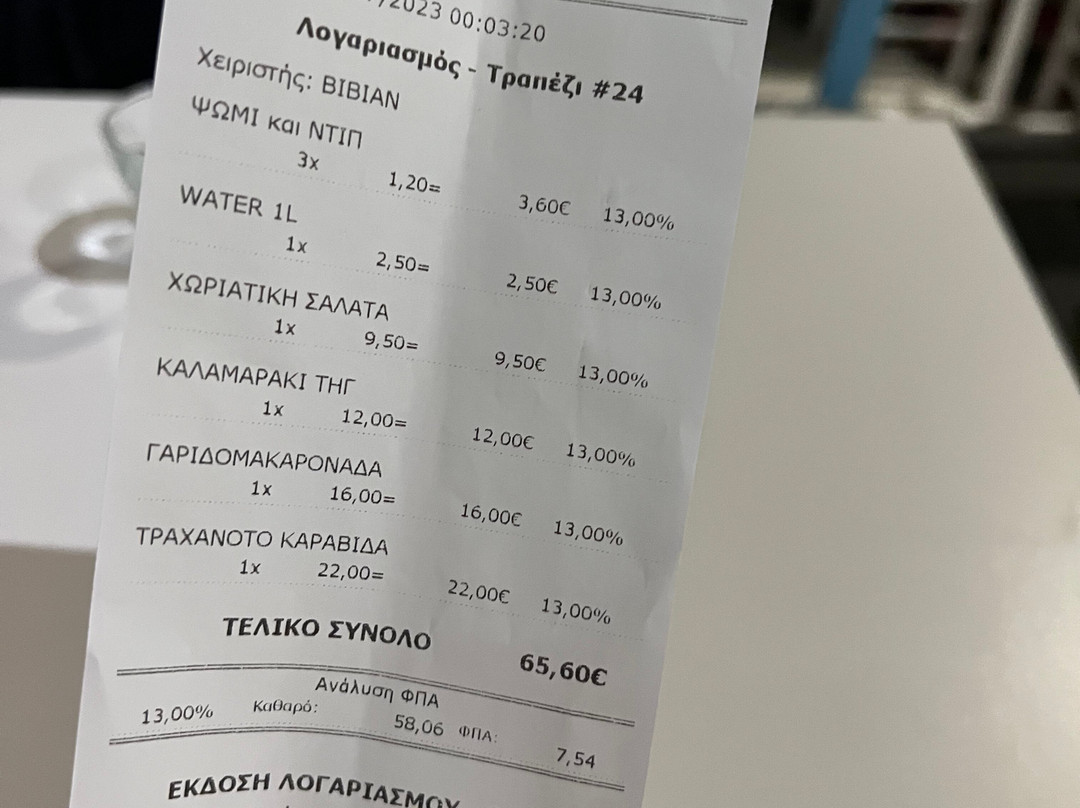 /2023 00:03:20
Λογαριασμός - Τραπέζι #24
Χειριστής: ΒΙΒΙΑΝ
ΨΩΜΙ και ΝΤΙΠ
3x 1,20= 3,60€ 13,00%
WATER 1L
1x 2,50= 2,50€ 13,00%
ΧΩΡΙΑΤΙΚΗ ΣΑΛΑΤΑ
1x 9,50= 9,50€ 13,00%
ΚΑΛΑΜΑΡΑΚΙ ΤΗΓ
1x 12,00= 12,00€ 13,00%
ΓΑΡΙΔΟΜΑΚΑΡΟΝΑΔΑ
1x 16,00= 16,00€ 13,00%
ΤΡΑΧΑΝΟΤΟ ΚΑΡΑΒΙΔΑ
1x 22,00= 22,00€ 13,00%
ΤΕΛΙΚΟ ΣΥΝΟΛΟ 65,60€
Ανάλυση ΦΠΑ
13,00% Καθαρό: 58,06 ΦΠΑ: 7,54
ΕΚΔΟΣΗ ΛΟΓΑΡΙΑΣΜΟΥ